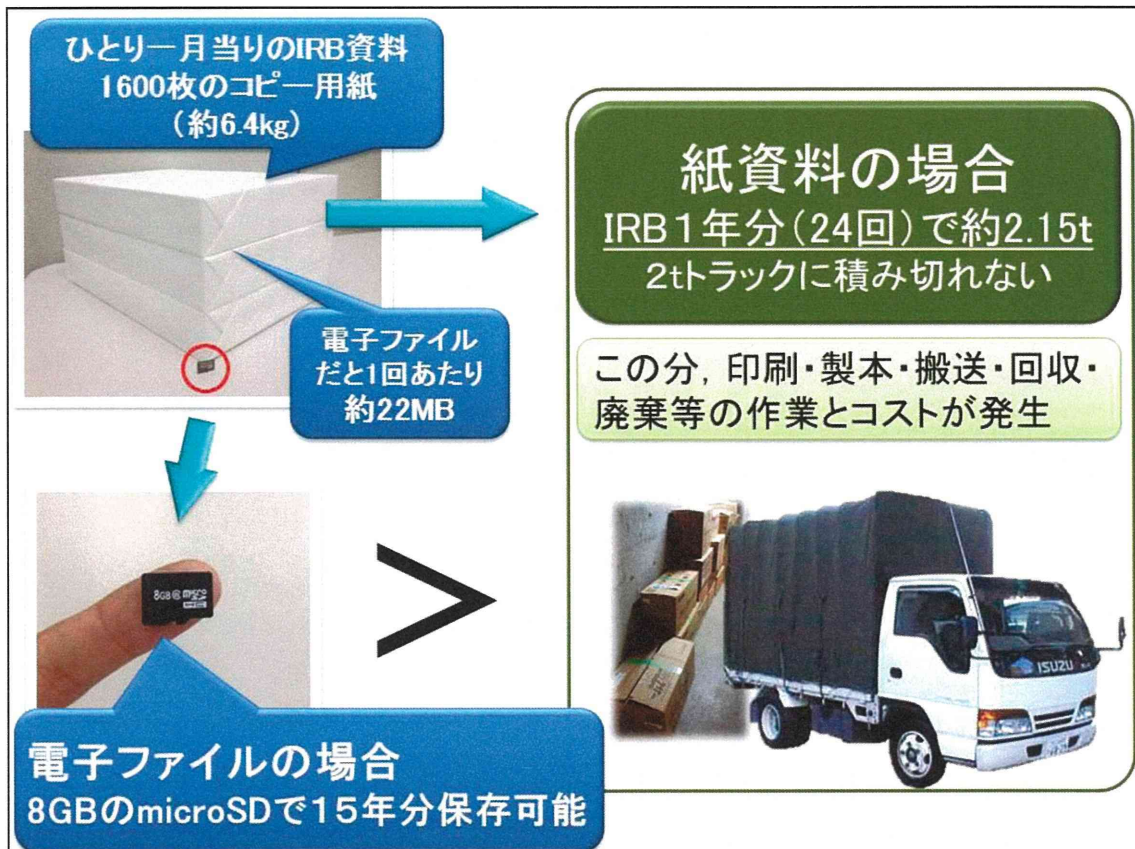 ひとり一月当りのIRB資料
1600枚のコピー用紙
（約6.4kg）
紙資料の場合
IRB１年分（24回）で約2.15t
2tトラックに積み切れない
電子ファイル
だと1回あたり
約22MB
この分，印刷・製本・搬送・回収・
廃棄等の作業とコストが発生
8GB
micro
>
ISUZU
電子ファイルの場合
8GBのmicroSDで１５年分保存可能